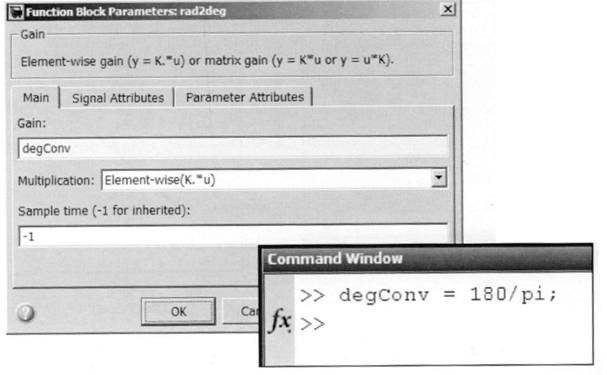 Function Block Parameters: rad2deg
Gain
Element-wise gain (y = K.*u) or matrix gain (y = K*u or y = u*K).
Main Signal Attributes Parameter Attributes
Gain:
degConv
Multiplication: Element-wise(K.*u)
Sample time (-1 for inherited):
-1
OK Ca
Command Window
>> degConv = 180/pi;
fx >>